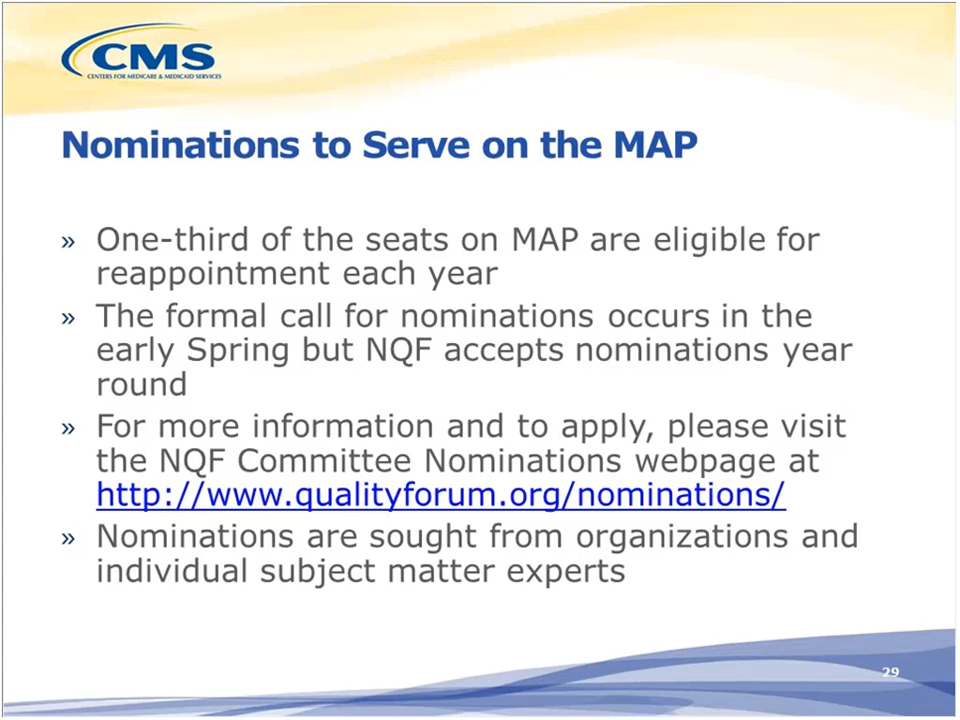 CMS
CENTERS FOR MEDICARE & MEDICAID SERVICES
Nominations to Serve on the MAP
» One-third of the seats on MAP are eligible for
reappointment each year
» The formal call for nominations occurs in the
early Spring but NQF accepts nominations year
round
» For more information and to apply, please visit
the NQF Committee Nominations webpage at
http://www.qualityforum.org/nominations/
» Nominations are sought from organizations and
individual subject matter experts
29